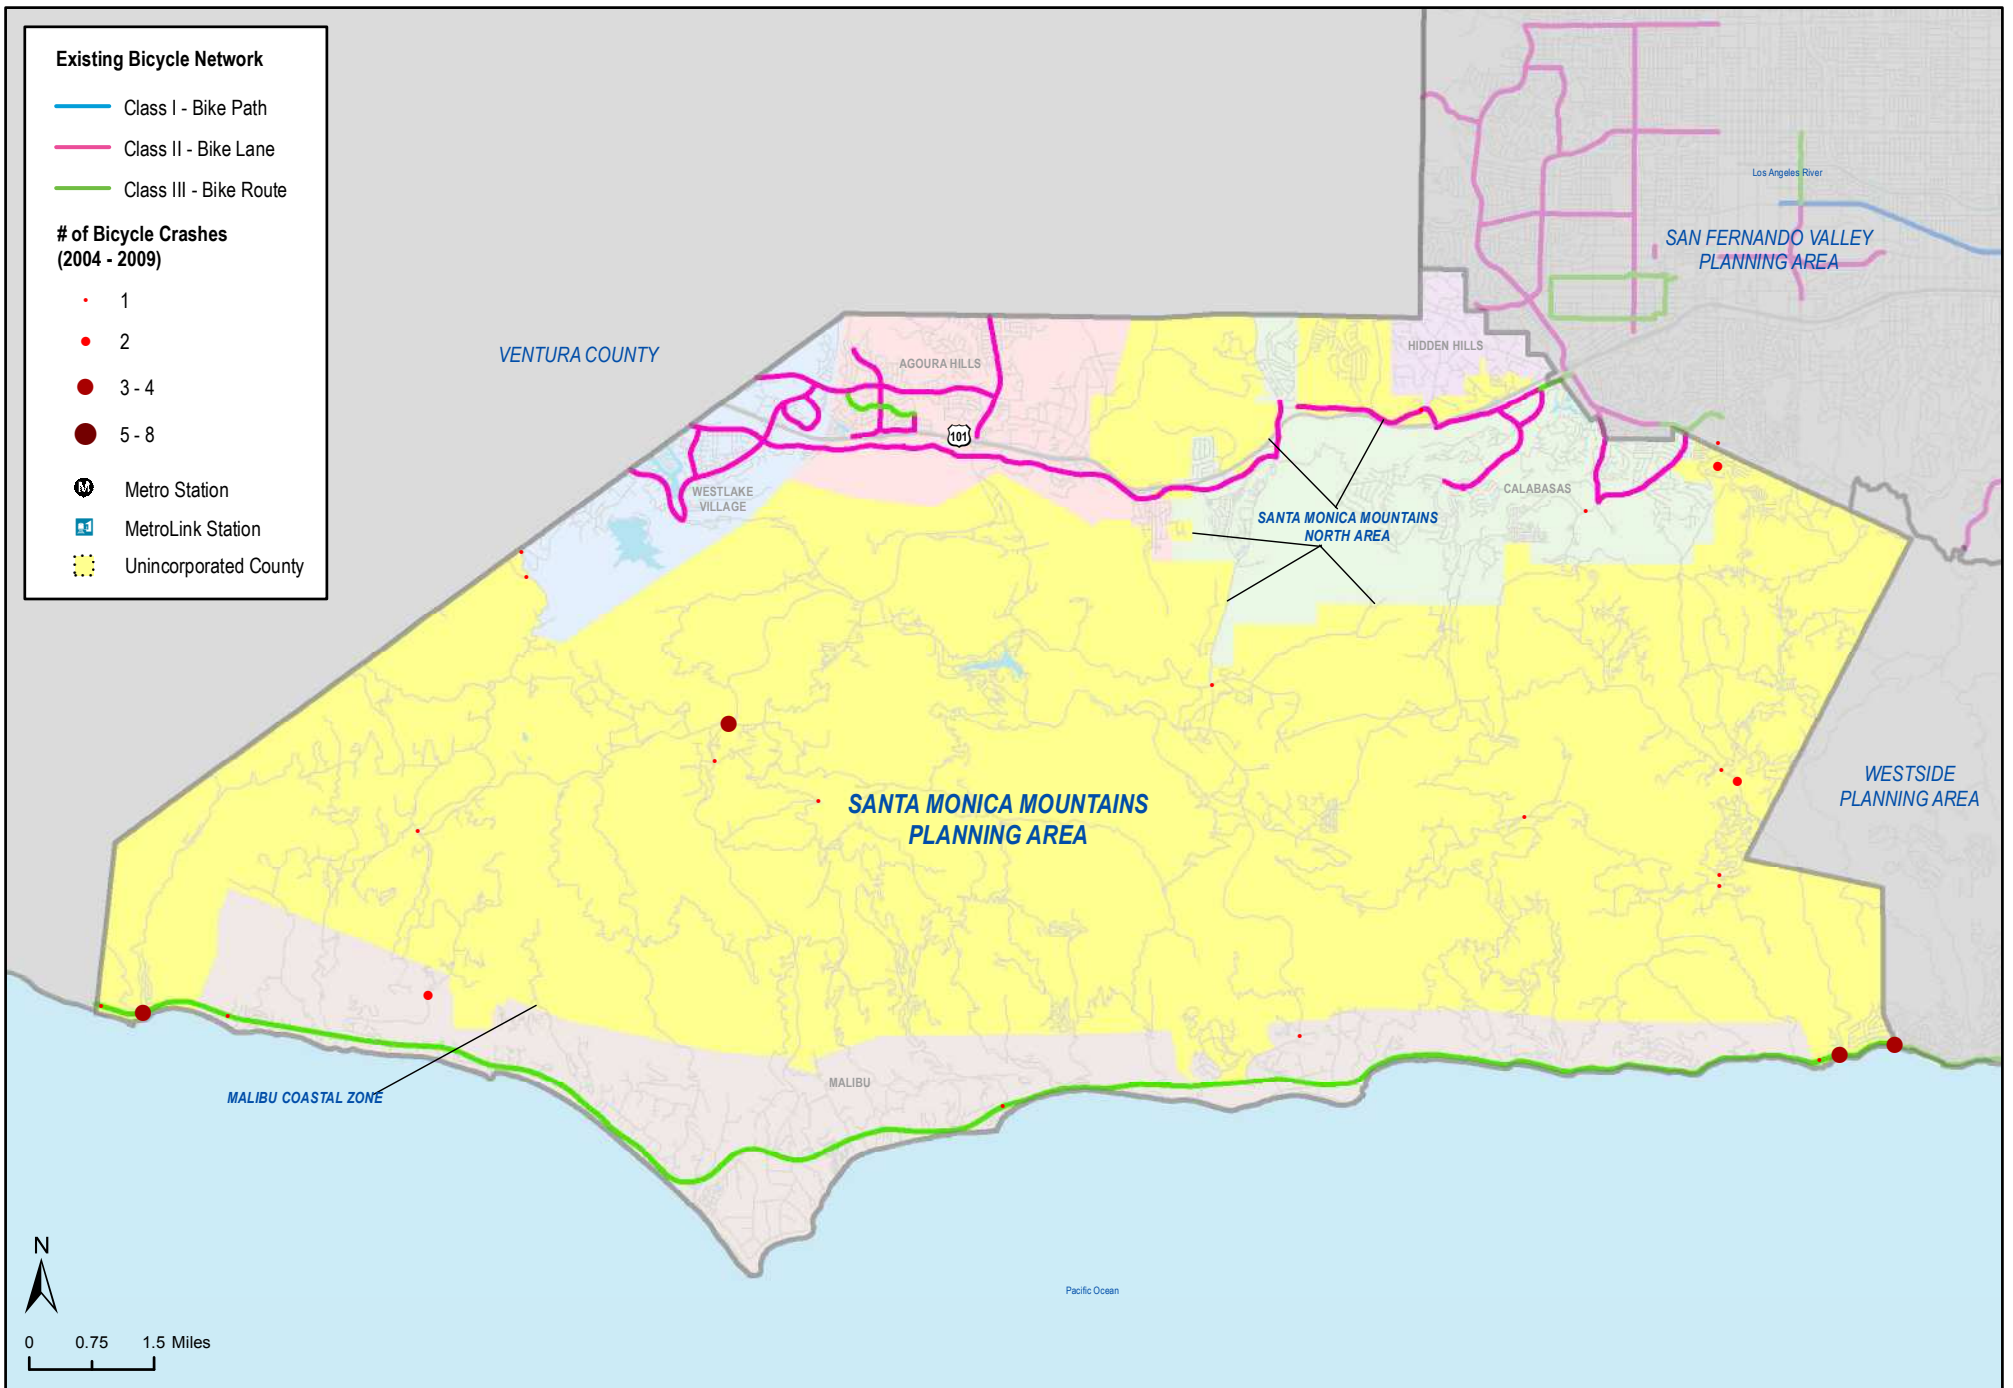 Existing Bicycle Network
Class I - Bike Path
Class II - Bike Lane
Class III - Bike Route
# of Bicycle Crashes
(2004 - 2009)
1
2
3 - 4
5 - 8
M
Metro Station
MetroLink Station
Unincorporated County
Los Angeles River
SAN FERNANDO VALLEY
PLANNING AREA
VENTURA COUNTY
HIDDEN HILLS
AGOURA HILLS
101
WESTLAKE
VILLAGE
CALABASAS
SANTA MONICA MOUNTAINS
NORTH AREA
WESTSIDE
PLANNING AREA
SANTA MONICA MOUNTAINS
PLANNING AREA
MALIBU
MALIBU COASTAL ZONE
Pacific Ocean
N
0 0.75 1.5 Miles